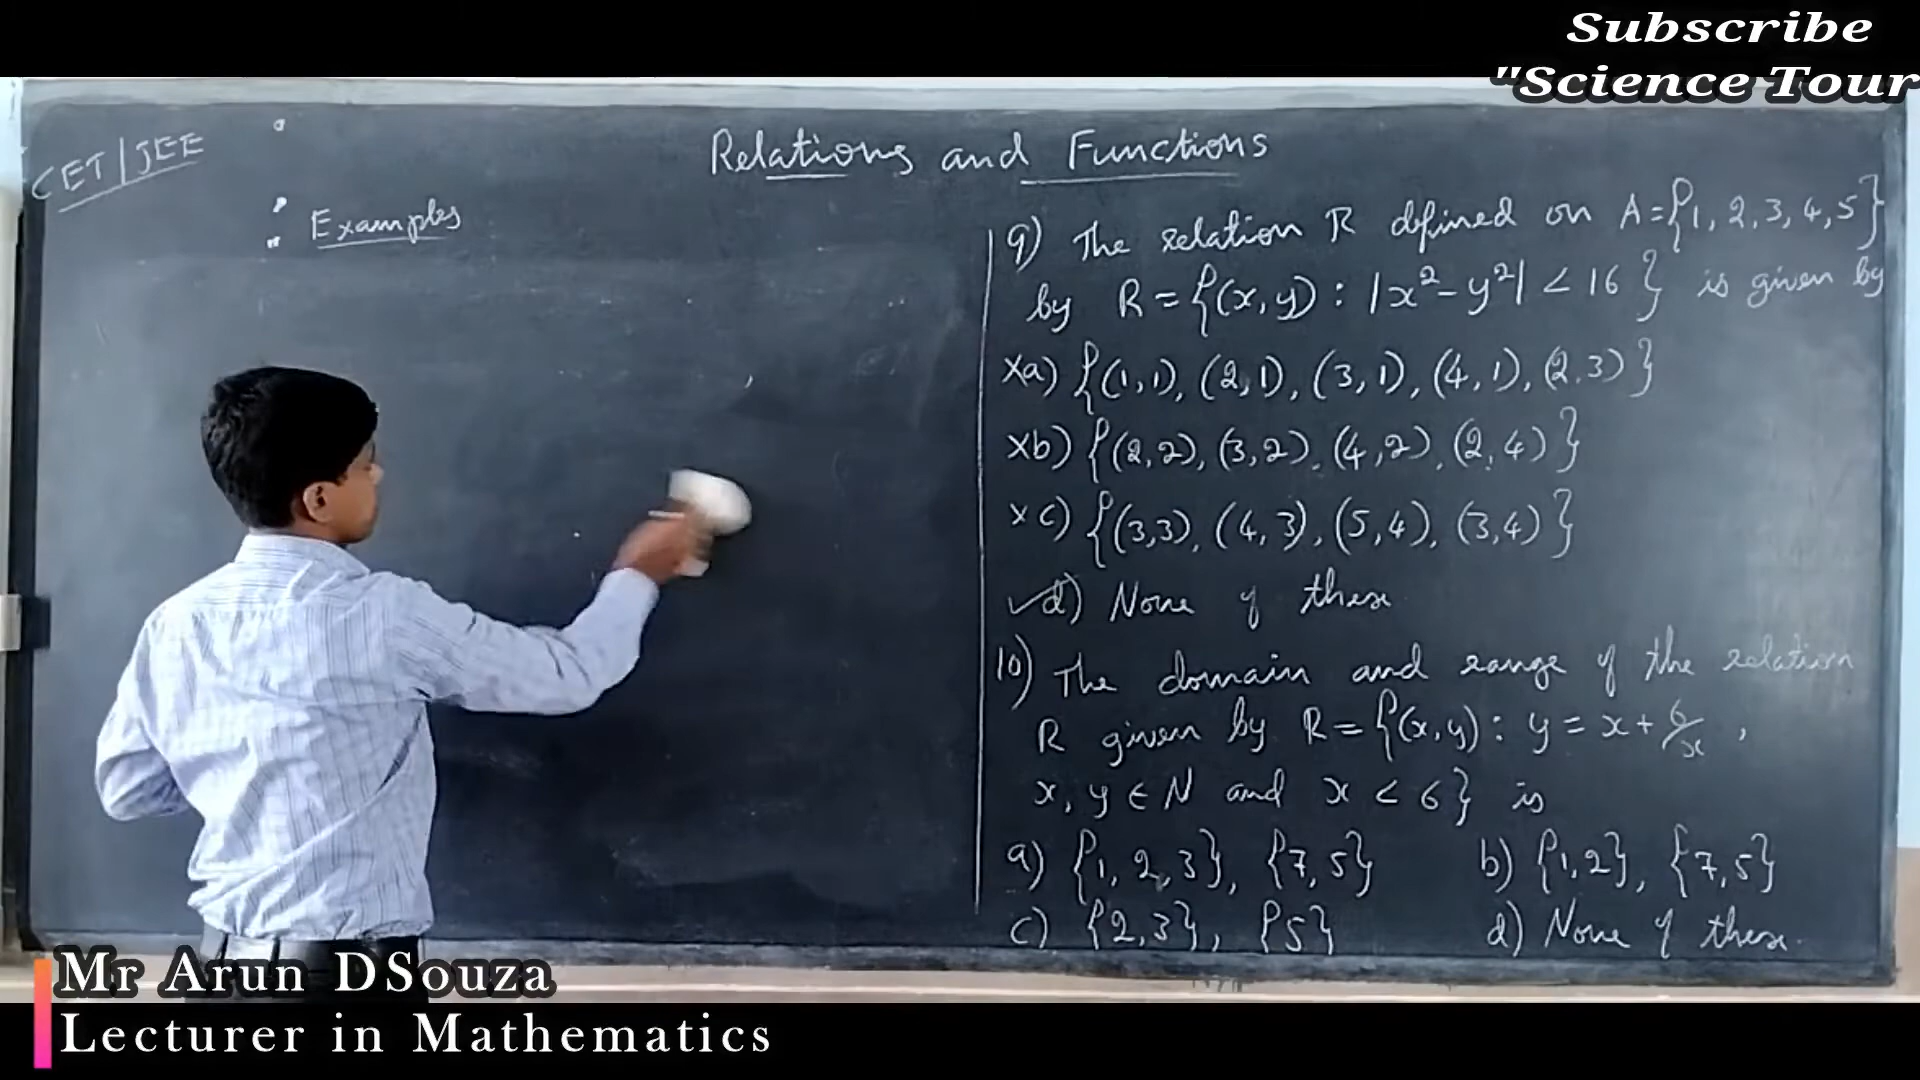 Subscribe
"Science Tour
CET | JEE
Relations and Functions
Examples
9) The relation R defined on A={1, 2, 3, 4, 5}
by R = {(x, y) : |x² - y²| < 16 } is given by
x a) {(1, 1), (2, 1), (3, 1), (4, 1), (2, 3)}
x b) {(2, 2), (3, 2), (4, 2), (2, 4)}
x c) {(3, 3), (4, 3), (5, 4), (3, 4)}
✓ d) None of these
10) The domain and range of the relation
R given by R = {(x, y) : y = x + 6/x ,
x, y ∈ N and x < 6} is
a) {1, 2, 3}, {7, 5} b) {1, 2}, {7, 5}
c) {2, 3}, {5} d) None of these.
Mr Arun DSouza
Lecturer in Mathematics